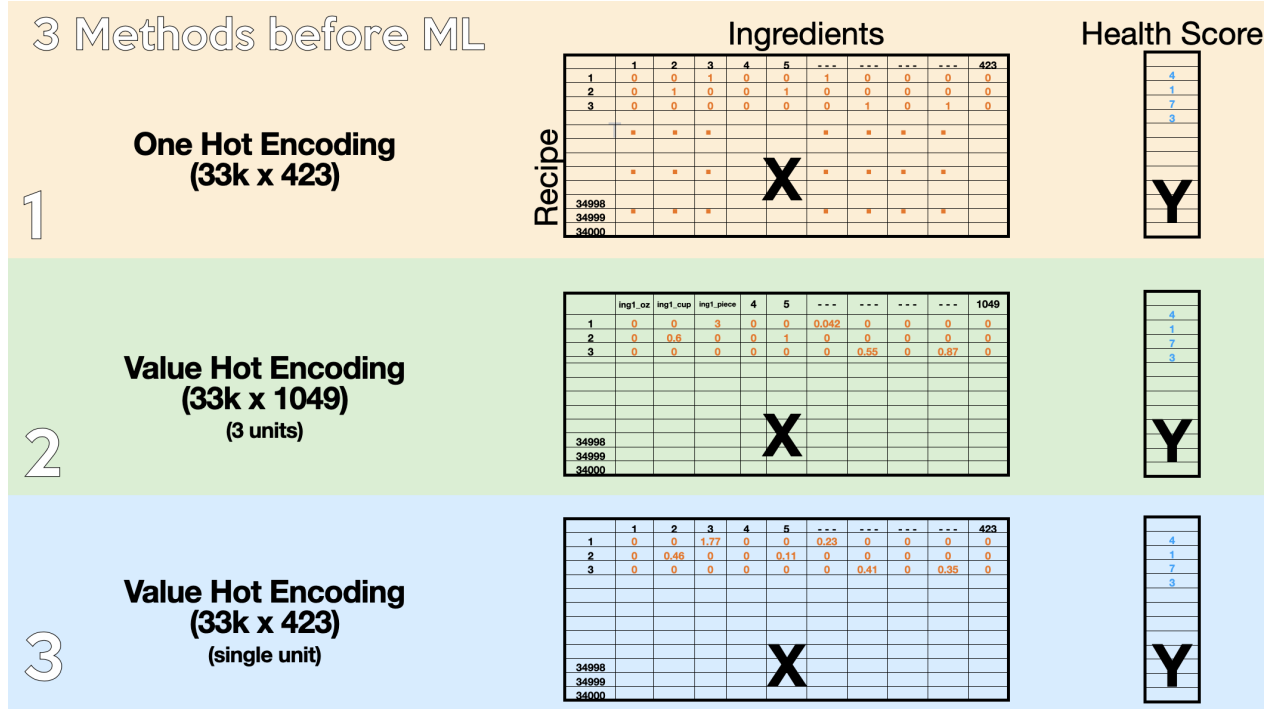 3 Methods before ML
Ingredients
Health Score
One Hot Encoding
(33k x 423)
1
Recipe
1 2 3 4 5 --- --- --- --- 423
1 0 0 1 0 0 1 0 0 0 0
2 0 1 0 0 1 0 0 0 0 0
3 0 0 0 0 0 0 1 0 1 0
34998
34999
34000
X
4
1
7
3
Y
Value Hot Encoding
(33k x 1049)
(3 units)
2
ing1_oz ing1_cup ing1_piece 4 5 --- --- --- --- 1049
1 0 0 3 0 0 0.042 0 0 0 0
2 0 0.6 0 0 1 0 0 0 0 0
3 0 0 0 0 0 0 0.55 0 0.87 0
34998
34999
34000
X
4
1
7
3
Y
Value Hot Encoding
(33k x 423)
(single unit)
3
1 2 3 4 5 --- --- --- --- 423
1 0 0 1.77 0 0 0.23 0 0 0 0
2 0 0.46 0 0 0.11 0 0 0 0 0
3 0 0 0 0 0 0 0.41 0 0.35 0
34998
34999
34000
X
4
1
7
3
Y